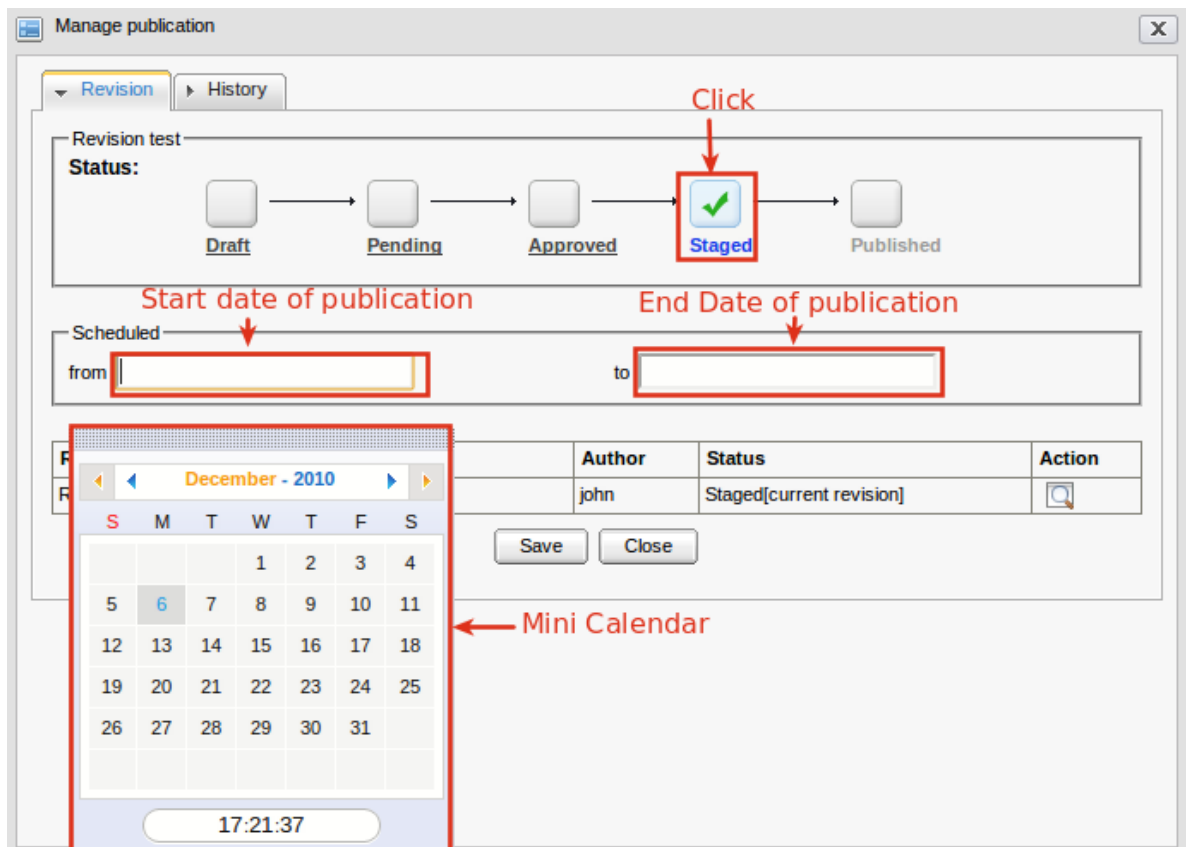 Manage publication
X
Revision History
Click
Revision test
Status:
Draft Pending Approved Staged Published
Start date of publication End Date of publication
Scheduled
from to
R Author Status Action
R john Staged[current revision]
December - 2010
S M T W T F S
1 2 3 4
5 6 7 8 9 10 11
12 13 14 15 16 17 18
19 20 21 22 23 24 25
26 27 28 29 30 31
17:21:37
Save Close
Mini Calendar